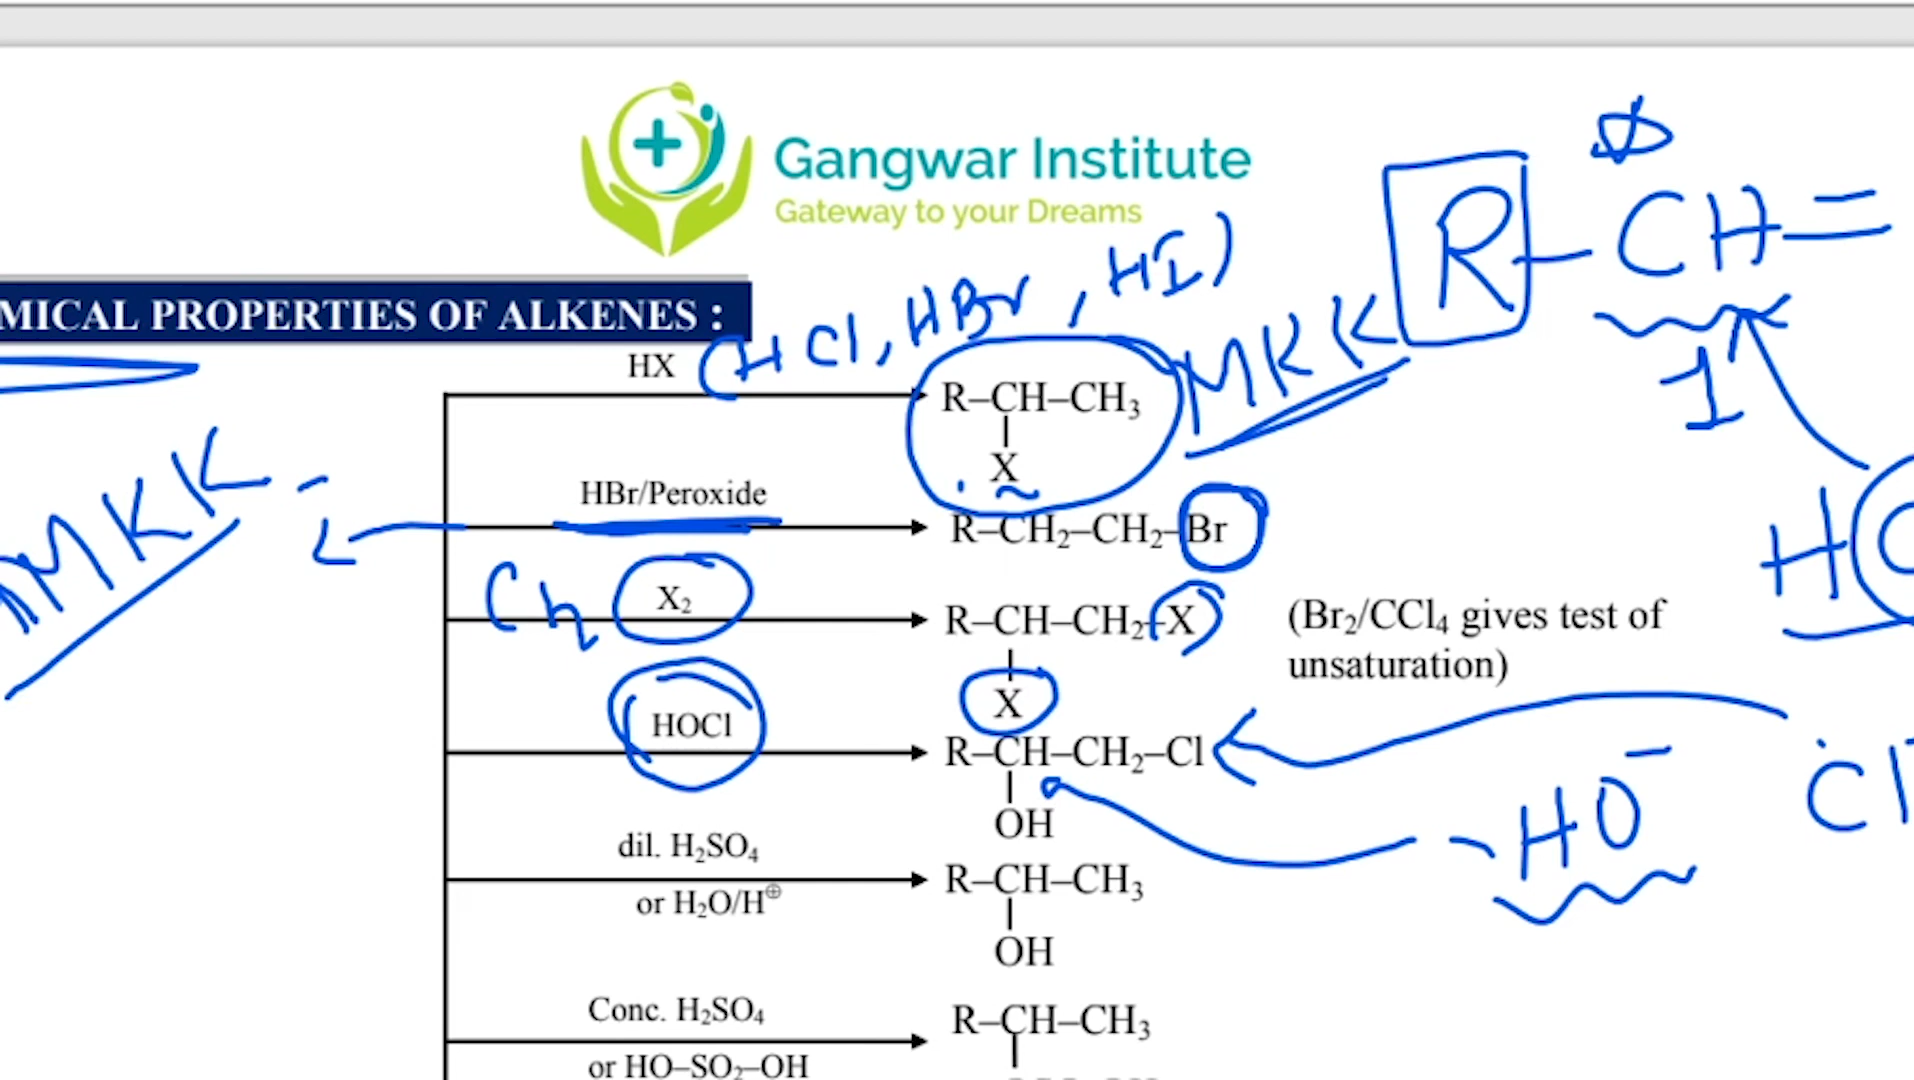 Gangwar Institute
Gateway to your Dreams
MICAL PROPERTIES OF ALKENES :
(HCl, HBr, HI)
R-CH=
1
HX
R–CH–CH₃
X
MKK
HBr/Peroxide
R–CH₂–CH₂–Br
AMKK
X₂
R–CH–CH₂–X
X
(Br₂/CCl₄ gives test of
unsaturation)
HOCl
R–CH–CH₂–Cl
OH
HO⁻
Cl
dil. H₂SO₄
or H₂O/H⊕
R–CH–CH₃
OH
Conc. H₂SO₄
or HO–SO₂–OH
R–CH–CH₃